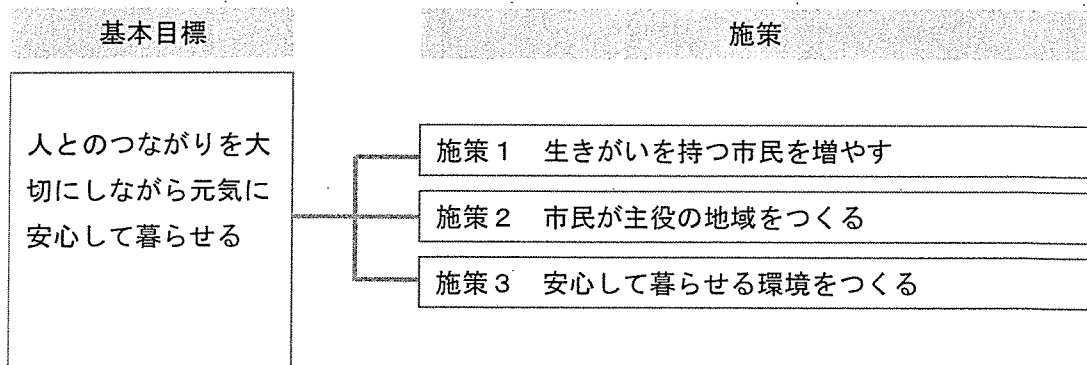 基本目標
施策
人とのつながりを大
切にしながら元気に
安心して暮らせる
施策1　生きがいを持つ市民を増やす
施策2　市民が主役の地域をつくる
施策3　安心して暮らせる環境をつくる